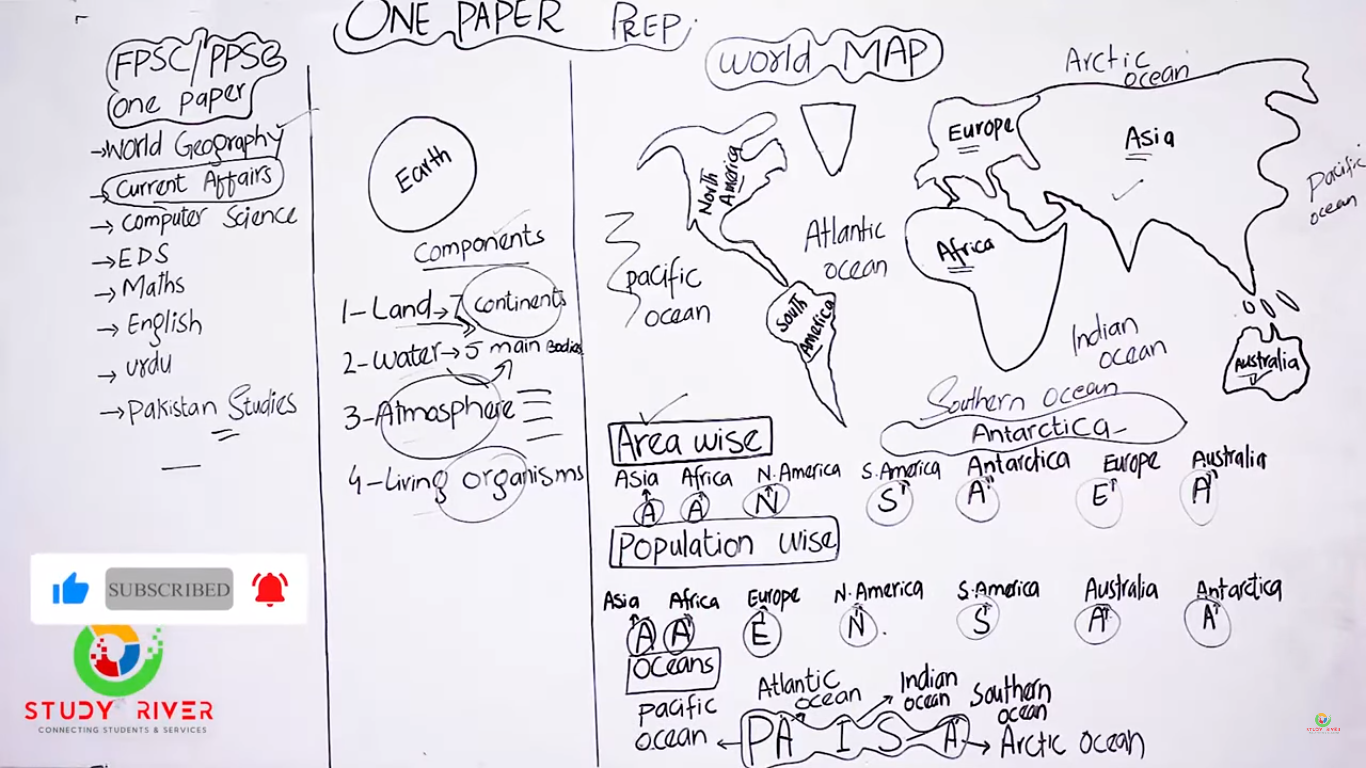 ONE PAPER PREP
FPSC/PPSC
one paper
→World Geography
→Current Affairs
→Computer Science
→EDS
→Maths
→English
→urdu
→Pakistan Studies
Earth
Components
1-Land→7 continents
2-water→5 main Bodies
3-Atmosphere
4-Living organisms
World MAP
Arctic
ocean
Europe
Asia
North
America
Pacific
ocean
Atlantic
ocean
Africa
pacific
ocean
South
America
Indian
ocean
Australia
Southern ocean
Antarctica
Area wise
Asia Africa N.America S.America Antarctica Europe Australia
A A N S A E A
Population wise
Asia Africa Europe N.America S.America Australia Antarctica
A A E N S A A
oceans
Atlantic
ocean
Indian
ocean
Southern
ocean
pacific
ocean
PAISA
Arctic ocean
SUBSCRIBED
STUDY RIVER
CONNECTING STUDENTS & SERVICES
STUDY RIVER